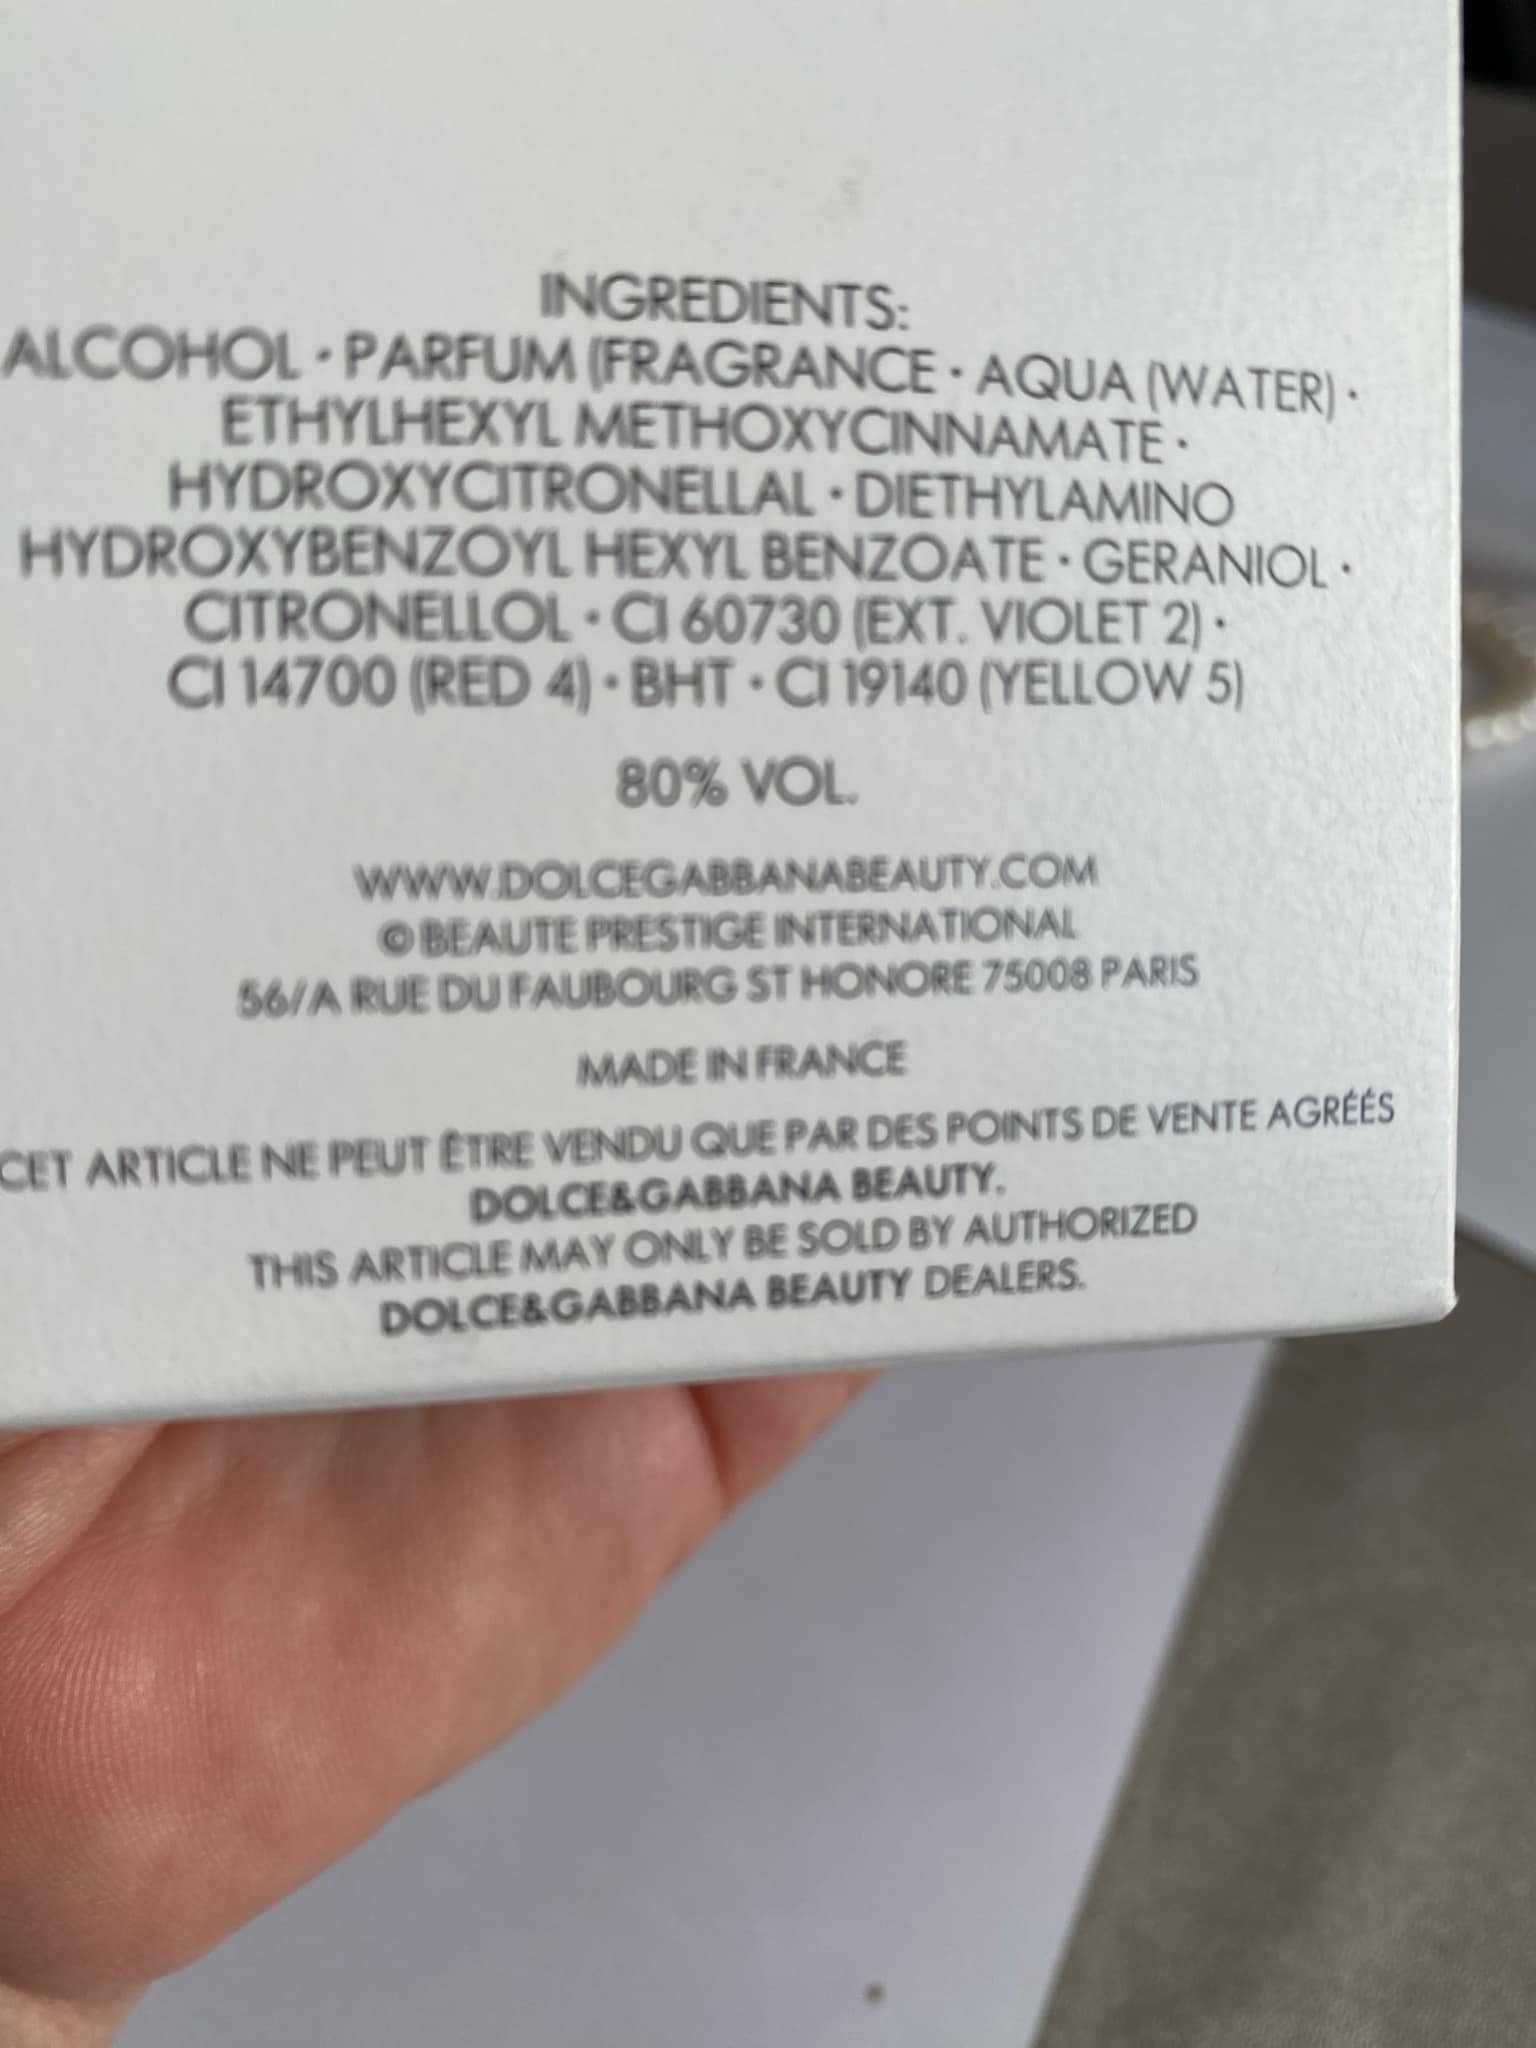 INGREDIENTS:
ALCOHOL • PARFUM (FRAGRANCE • AQUA (WATER) •
ETHYLHEXYL METHOXYCINNAMATE •
HYDROXYCITRONELLAL • DIETHYLAMINO
HYDROXYBENZOYL HEXYL BENZOATE • GERANIOL •
CITRONELLOL • CI 60730 (EXT. VIOLET 2) •
CI 14700 (RED 4) • BHT • CI 19140 (YELLOW 5)
80% VOL.
WWW.DOLCEGABBANABEAUTY.COM
© BEAUTE PRESTIGE INTERNATIONAL
56/A RUE DU FAUBOURG ST HONORE 75008 PARIS
MADE IN FRANCE
CET ARTICLE NE PEUT ÊTRE VENDU QUE PAR DES POINTS DE VENTE AGRÉÉS
DOLCE&GABBANA BEAUTY.
THIS ARTICLE MAY ONLY BE SOLD BY AUTHORIZED
DOLCE&GABBANA BEAUTY DEALERS.